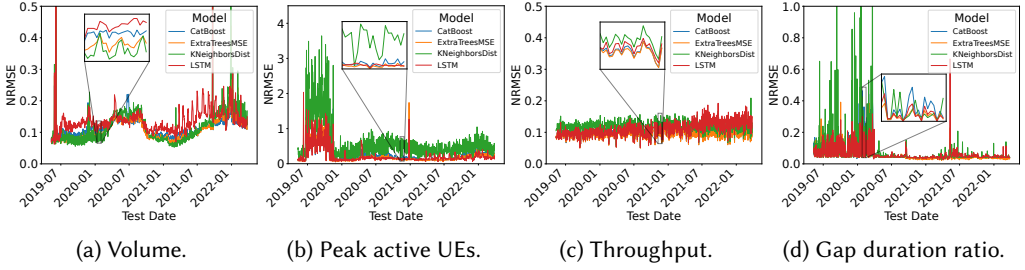 NRMSE
0.5
0.4
0.3
0.2
0.1
0.0
Model
CatBoost
ExtraTreesMSE
KNeighborsDist
LSTM
2019-07
2020-01
2020-07
2021-01
2021-07
2022-01
Test Date
(a) Volume.
NRMSE
5
4
3
2
1
0
Model
CatBoost
ExtraTreesMSE
KNeighborsDist
LSTM
2019-07
2020-01
2020-07
2021-01
2021-07
2022-01
Test Date
(b) Peak active UEs.
NRMSE
0.5
0.4
0.3
0.2
0.1
0.0
Model
CatBoost
ExtraTreesMSE
KNeighborsDist
LSTM
2019-07
2020-01
2020-07
2021-01
2021-07
2022-01
Test Date
(c) Throughput.
NRMSE
1.0
0.8
0.6
0.4
0.2
0.0
Model
CatBoost
ExtraTreesMSE
KNeighborsDist
LSTM
2019-07
2020-01
2020-07
2021-01
2021-07
2022-01
Test Date
(d) Gap duration ratio.